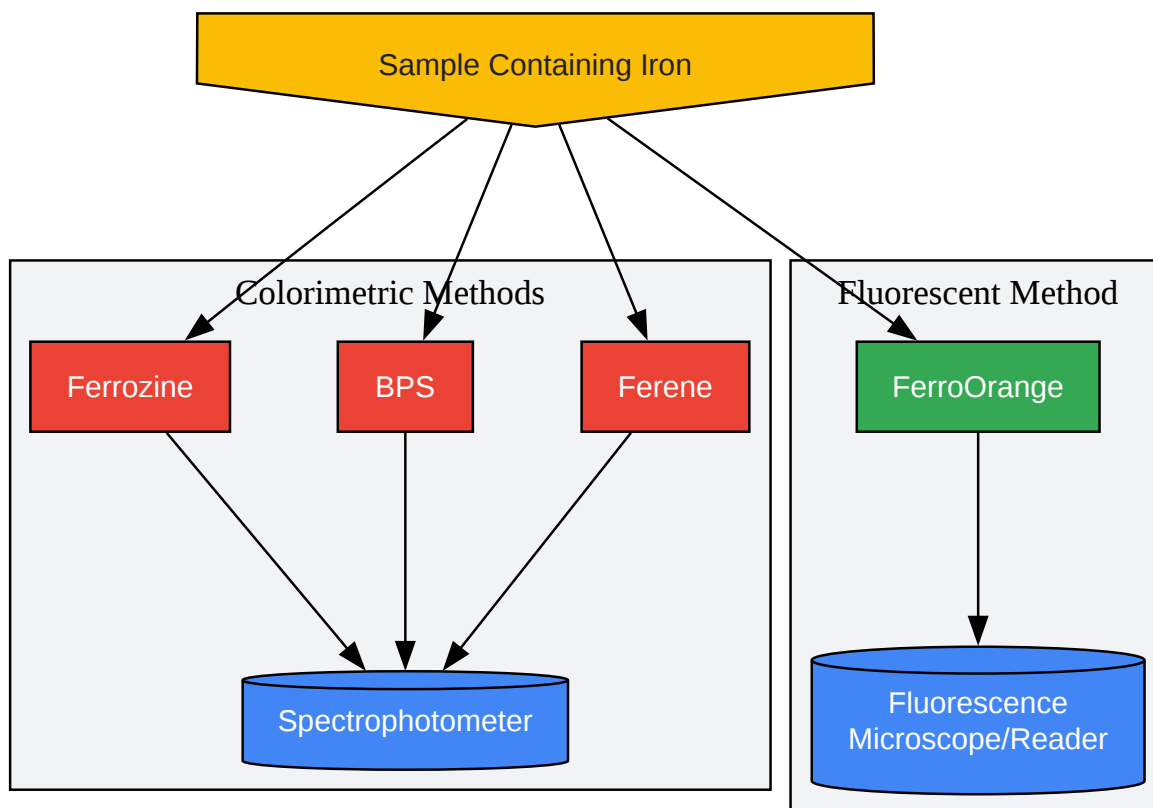 Sample Containing Iron
Colorimetric Methods
Fluorescent Method
Ferrozine
BPS
Ferene
FerroOrange
Spectrophotometer
Fluorescence
Microscope/Reader